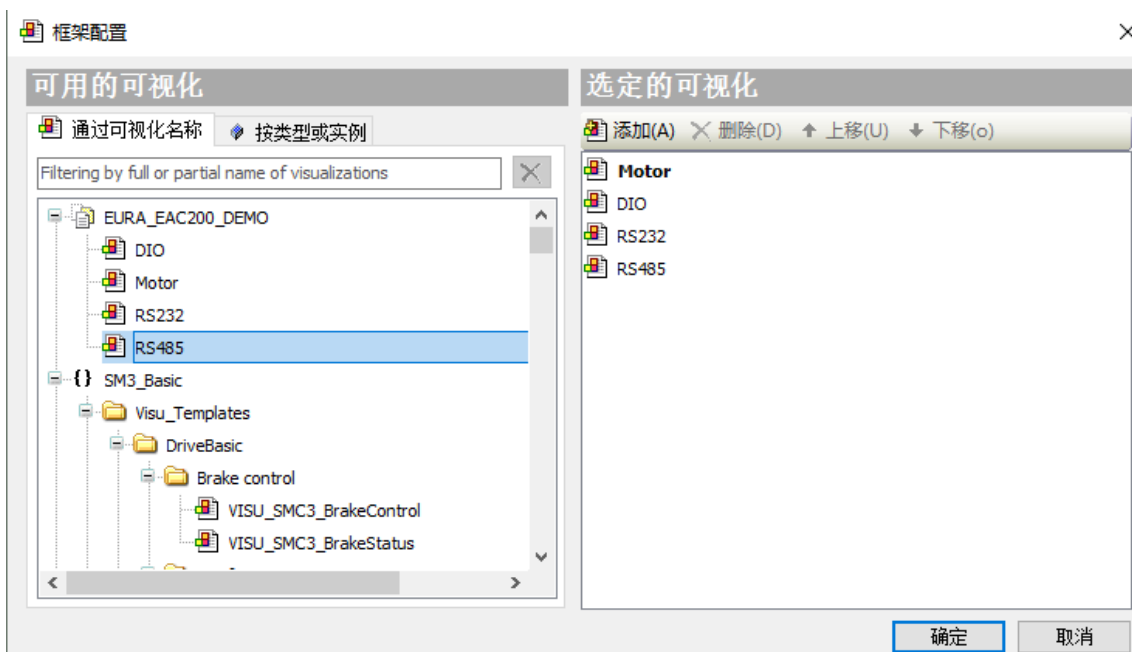 框架配置
可用的可视化
通过可视化名称
按类型或实例
Filtering by full or partial name of visualizations
EURA_EAC200_DEMO
DIO
Motor
RS232
RS485
{} SM3_Basic
Visu_Templates
DriveBasic
Brake control
VISU_SMC3_BrakeControl
VISU_SMC3_BrakeStatus
选定的可视化
添加(A) 删除(D) 上移(U) 下移(o)
Motor
DIO
RS232
RS485
确定 取消